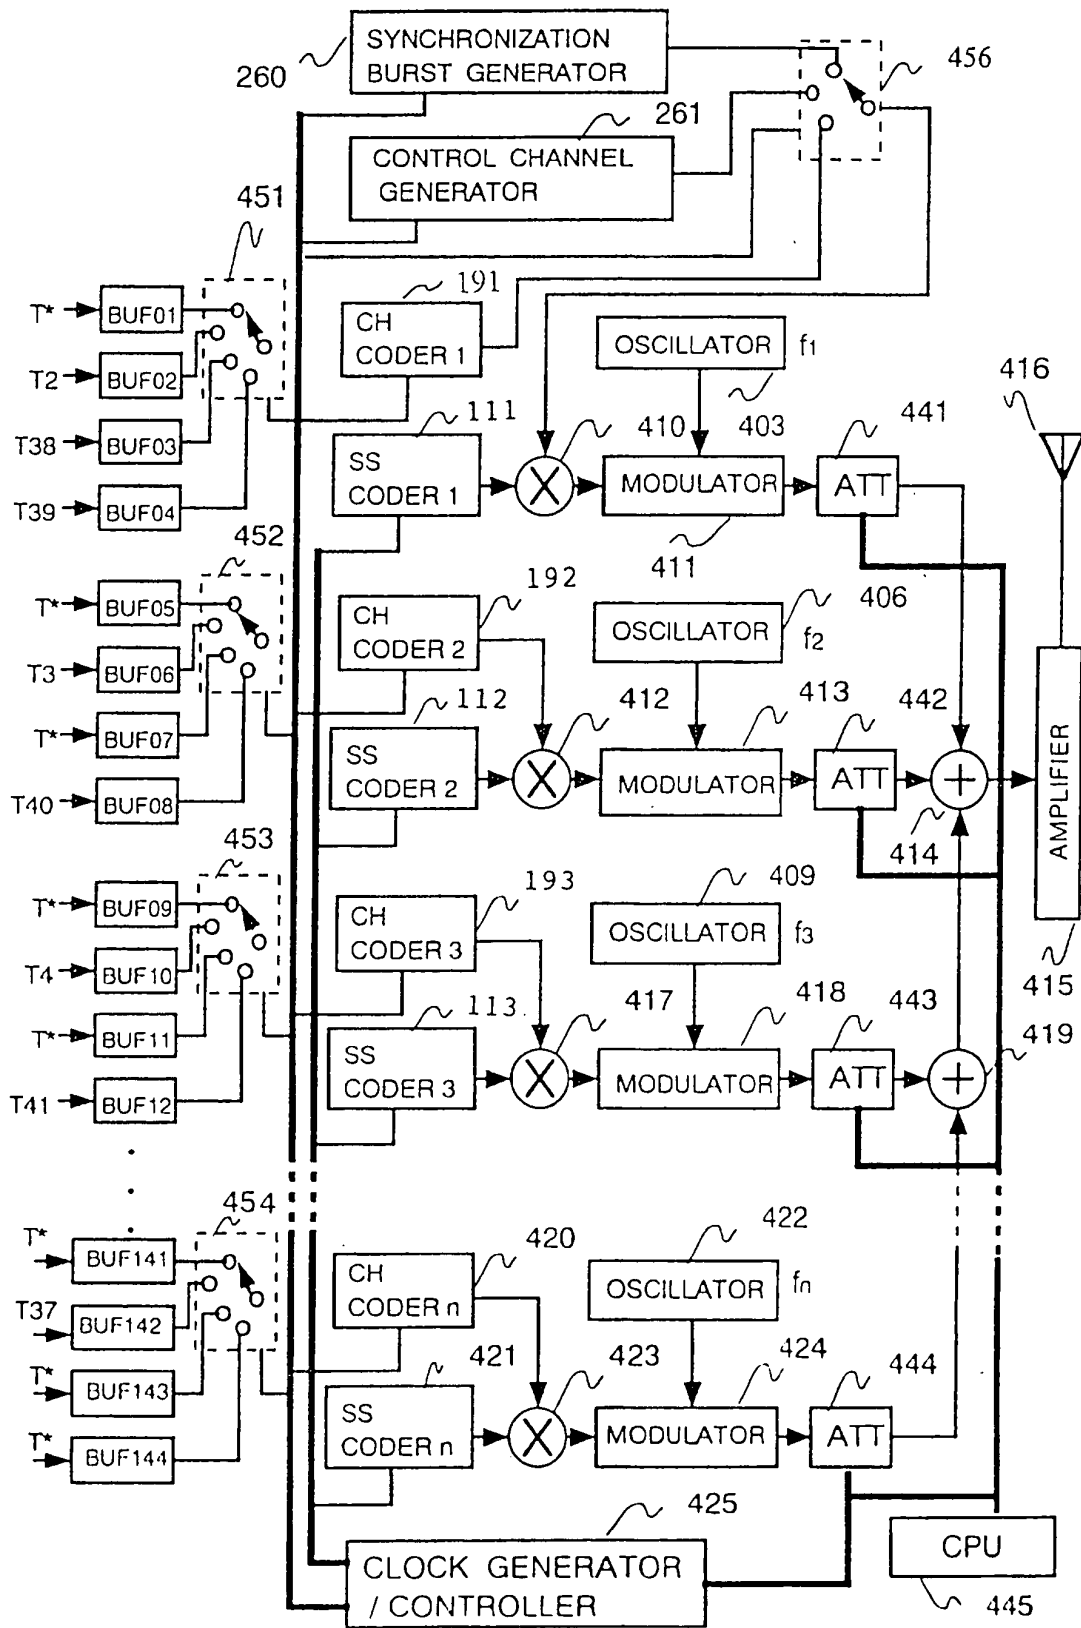 SYNCHRONIZATION
BURST GENERATOR
260
456
261
CONTROL CHANNEL
GENERATOR
451
191
T*
BUF01
CH
CODER 1
OSCILLATOR
f1
T2
BUF02
416
111
410
403
441
T38
BUF03
SS
CODER 1
MODULATOR
ATT
T39
BUF04
452
411
192
406
T*
BUF05
CH
CODER 2
OSCILLATOR
f2
T3
BUF06
112
412
413
442
T*
BUF07
SS
CODER 2
MODULATOR
ATT
AMPLIFIER
T40
BUF08
453
414
193
409
T*
BUF09
CH
CODER 3
OSCILLATOR
f3
T4
BUF10
415
113
417
418
443
T*
BUF11
419
SS
CODER 3
MODULATOR
ATT
T41
BUF12
454
420
422
T*
BUF141
CH
CODER n
OSCILLATOR
fn
T37
BUF142
421
423
424
444
T*
BUF143
SS
CODER n
MODULATOR
ATT
T*
BUF144
425
CLOCK GENERATOR
/ CONTROLLER
CPU
445